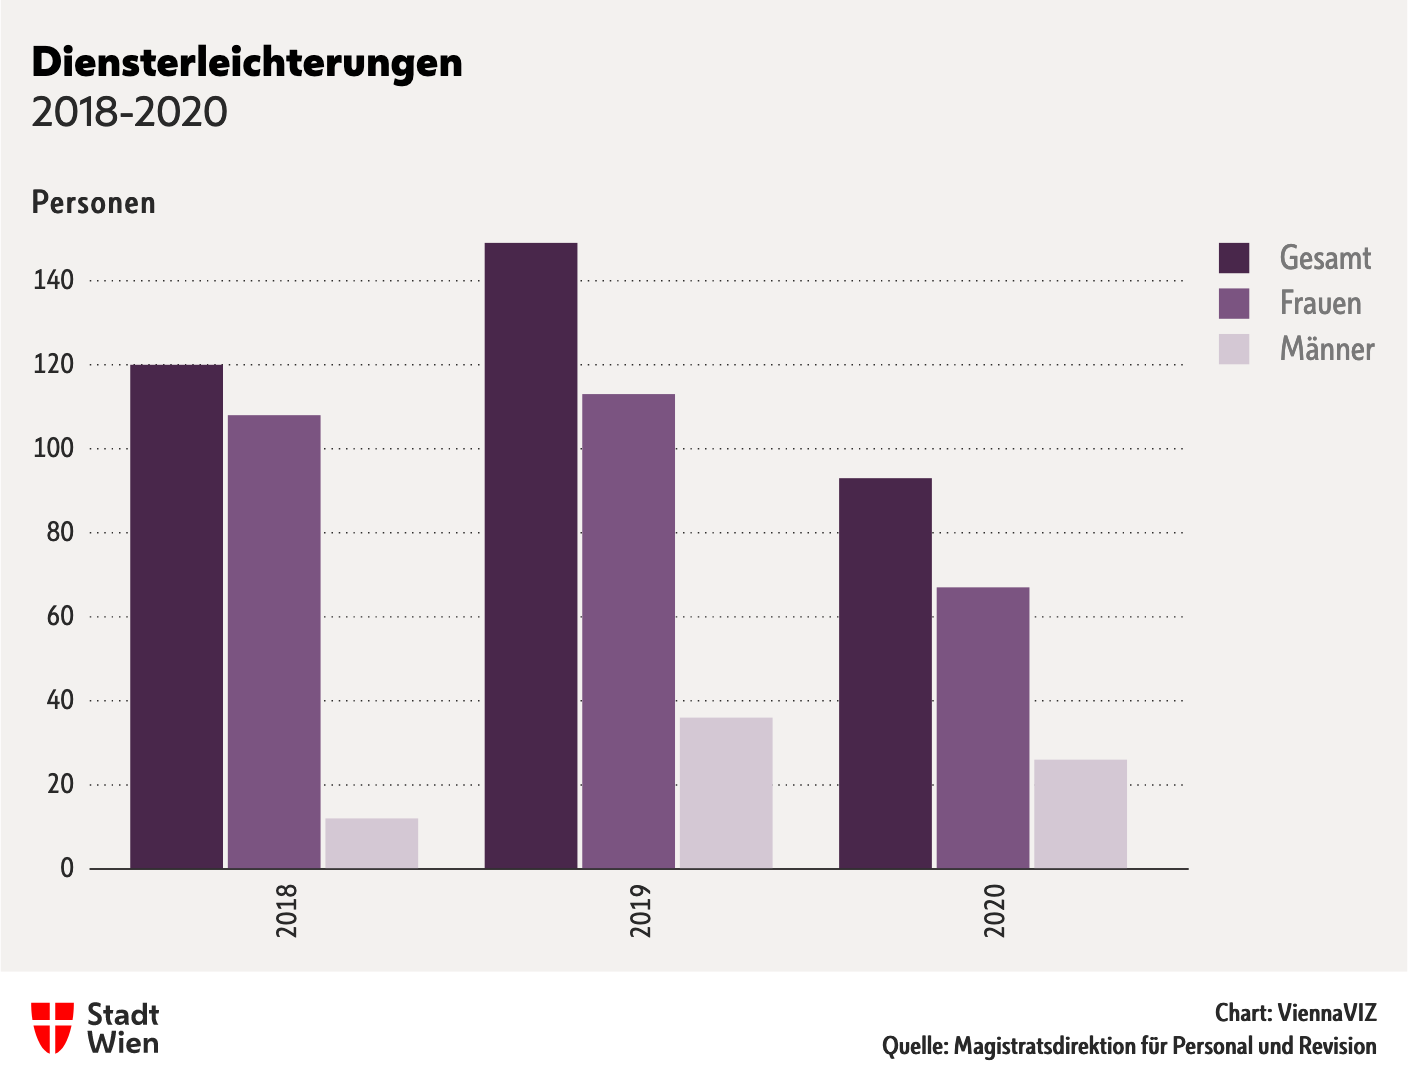 Diensterleichterungen
2018-2020
Personen
140
120
100
80
60
40
20
0
2018
2019
2020
Gesamt
Frauen
Männer
Stadt
Wien
Chart: ViennaVIZ
Quelle: Magistratsdirektion für Personal und Revision